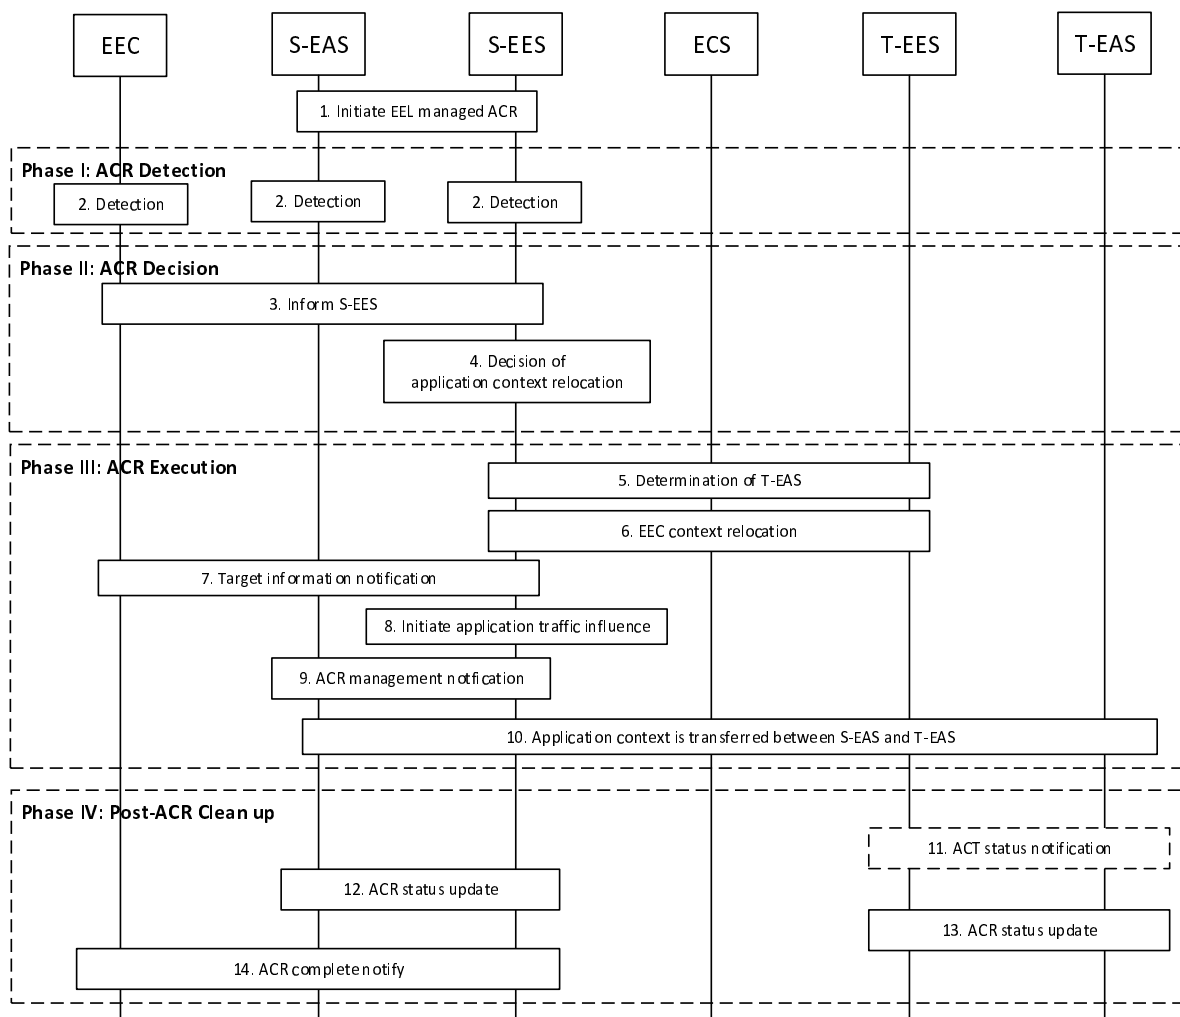 EEC
S-EAS
S-EES
ECS
T-EES
T-EAS
1. Initiate EEL managed ACR
Phase I: ACR Detection
2. Detection
2. Detection
2. Detection
Phase II: ACR Decision
3. Inform S-EES
4. Decision of
application context relocation
Phase III: ACR Execution
5. Determination of T-EAS
6. EEC context relocation
7. Target information notification
8. Initiate application traffic influence
9. ACR management notfication
10. Application context is transferred between S-EAS and T-EAS
Phase IV: Post-ACR Clean up
11. ACT status notification
12. ACR status update
13. ACR status update
14. ACR complete notify